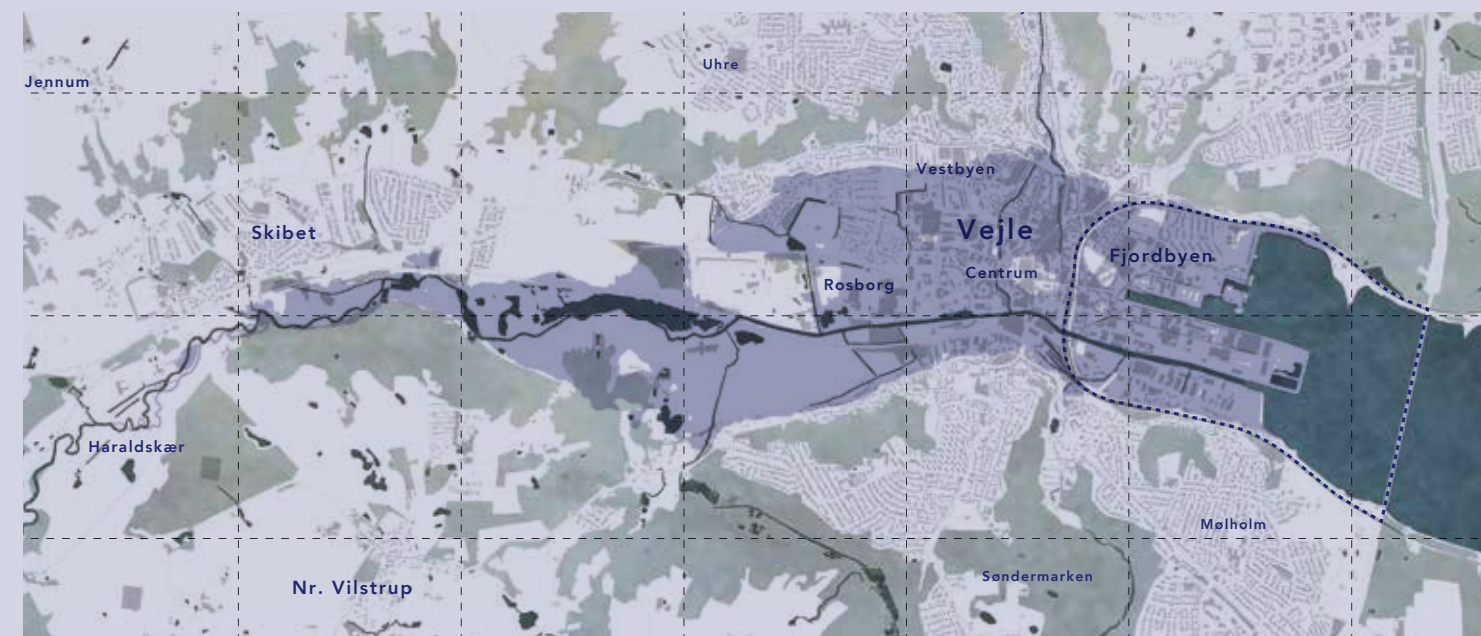 Uhre
Jennum
Vestbyen
Skibet
Vejle
Fjordbyen
Centrum
Rosborg
Haraldskær
Mølholm
Søndermarken
Nr. Vilstrup